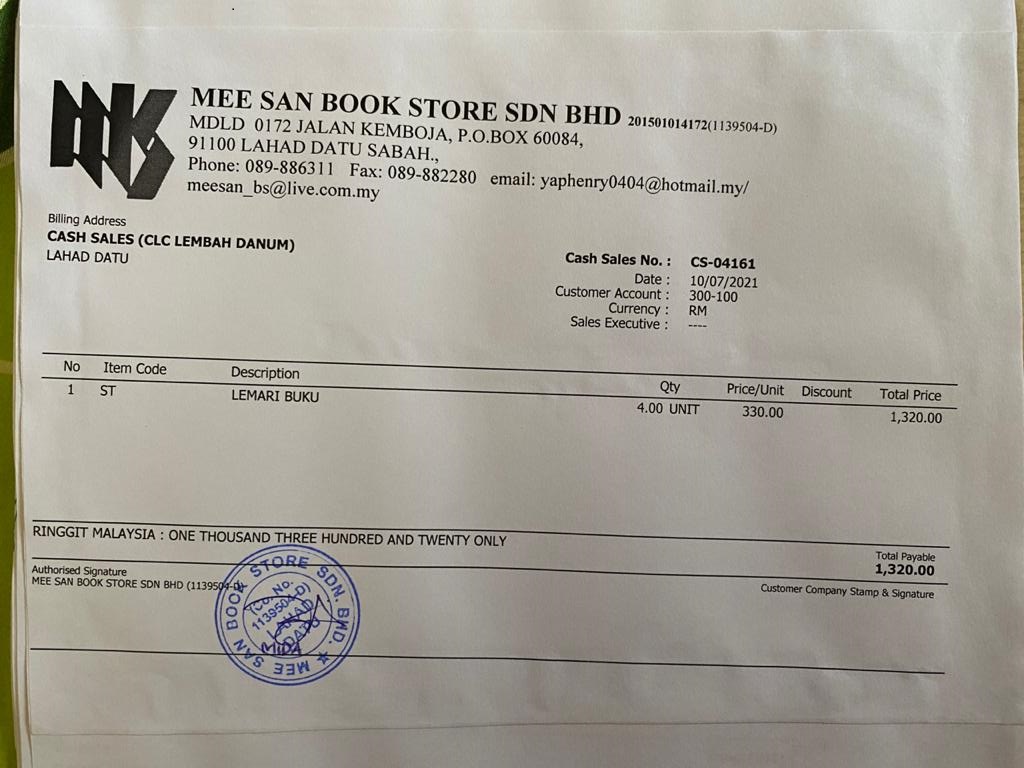 MKS
MEE SAN BOOK STORE SDN BHD 201501014172(1139504-D)
MDLD 0172 JALAN KEMBOJA, P.O.BOX 60084,
91100 LAHAD DATU SABAH.,
Phone: 089-886311 Fax: 089-882280 email: yaphenry0404@hotmail.my/
meesan_bs@live.com.my
Billing Address
CASH SALES (CLC LEMBAH DANUM)
LAHAD DATU
Cash Sales No. : CS-04161
Date : 10/07/2021
Customer Account : 300-100
Currency : RM
Sales Executive : ----
No Item Code Description Qty Price/Unit Discount Total Price
1 ST LEMARI BUKU 4.00 UNIT 330.00 1,320.00
RINGGIT MALAYSIA : ONE THOUSAND THREE HUNDRED AND TWENTY ONLY
Total Payable
1,320.00
Authorised Signature
MEE SAN BOOK STORE SDN BHD (1139504-D)
Customer Company Stamp & Signature
MEE SAN BOOK STORE SDN. BHD.
(Co. No.
1139504-D)
LAHAD
DATU